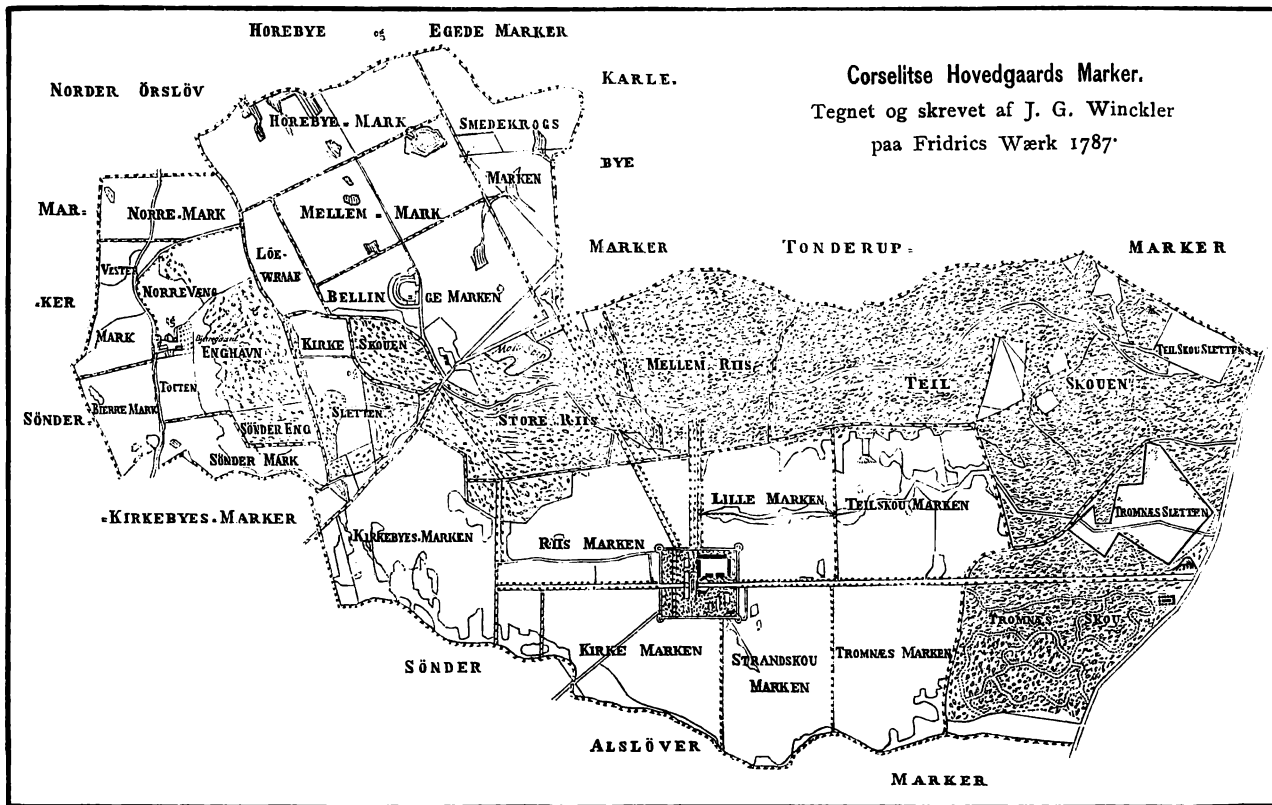 HOREBYE og EGEDE MARKER
NORDER ÖRSLÖV
KARLE.
Corselitse Hovedgaards Marker.
Tegnet og skrevet af J. G. Winckler
paa Fridrics Wærk 1787.
HOREBYE-MARK
SMEDEKROGS
BYE
MARKEN
MAR=
NORRE-MARK
MELLEM-MARK
MARKER
TONDERUP=
MARKER
LÖE-
WRAAE
VESTER
NORRE VÆNG
BELLIN=GE MARKEN
=KER
og
MARK
ENGHAVN
KIRKE
SKOUEN
MELLEM-RIIS
TEIL
SKOUEN
TEILSKOU SLETTEN
TOTTEN
BIERRE MARK
SLETTEN
STORE-RIIS
SÖNDER=
SÖNDER ENG
SÖNDER MARK
=KIRKEBYES-MARKER
LILLE MARKEN
TEILSKOU MARKEN
TROMNÆS SLETTEN
KIRKEBYES-MARKEN
RIIS MARKEN
TROMNÆS SKOU
SÖNDER
KIRKE MARKEN
STRANDSKOU
MARKEN
TROMNÆS MARKEN
ALSLÖVER
MARKER